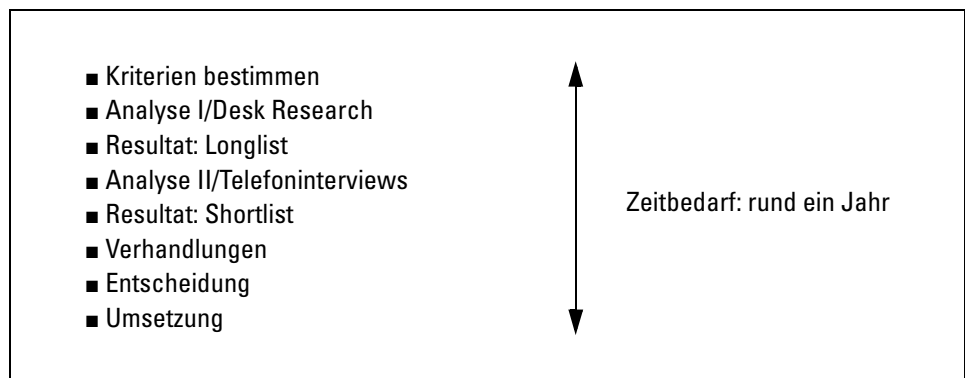 ■ Kriterien bestimmen
■ Analyse I/Desk Research
■ Resultat: Longlist
■ Analyse II/Telefoninterviews
■ Resultat: Shortlist
■ Verhandlungen
■ Entscheidung
■ Umsetzung
Zeitbedarf: rund ein Jahr